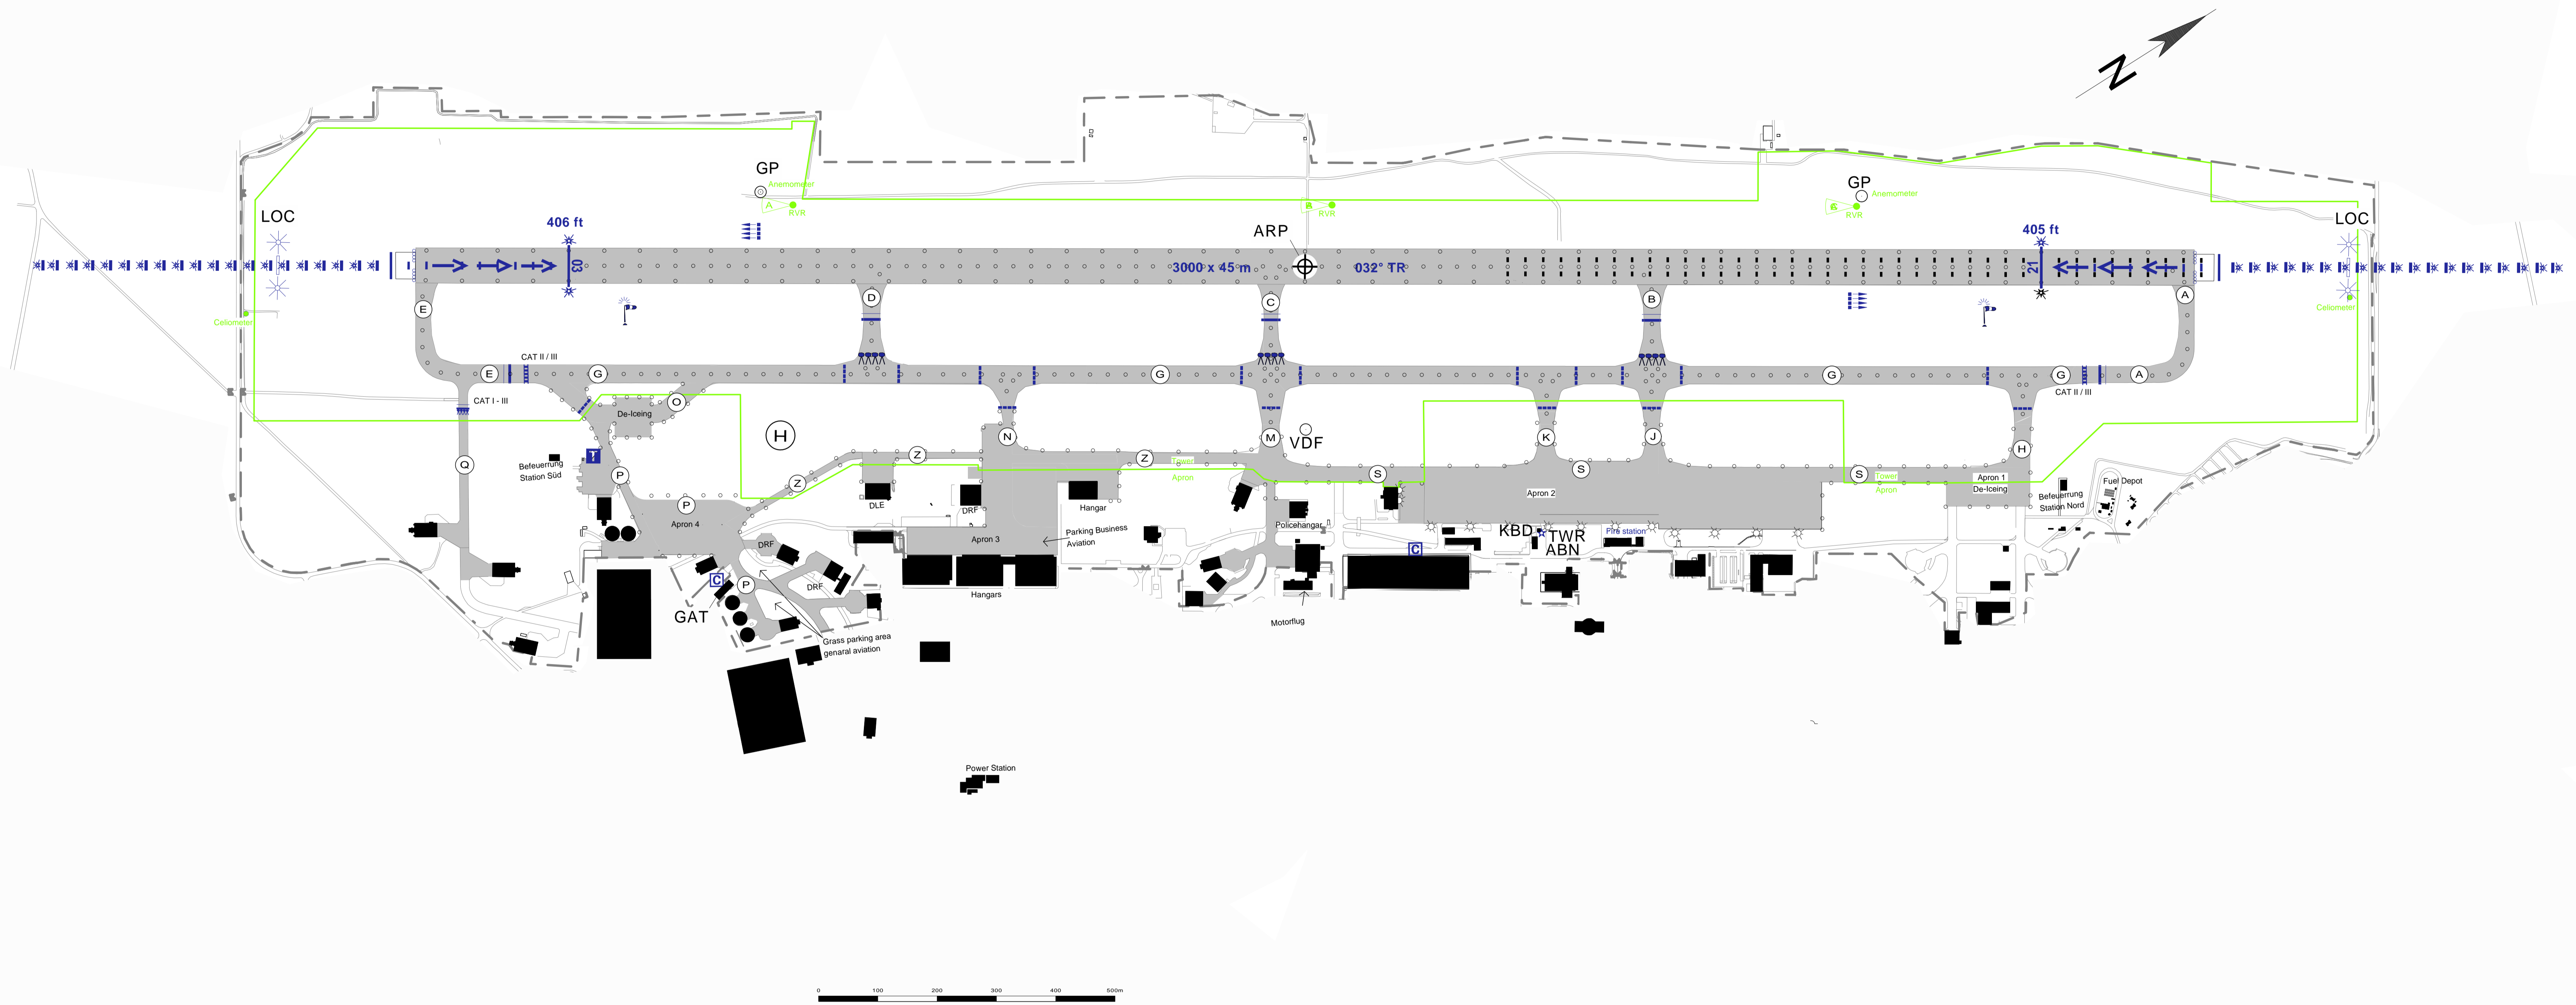 N
GP
Anemometer
A
RVR
B
RVR
GP
Anemometer
RVR
LOC
LOC
406 ft
405 ft
ARP
03
3000 x 45 m
032° TR
21
E
D
C
B
A
Celiometer
Celiometer
CAT II / III
E
G
G
G
G
A
CAT II / III
CAT I - III
O
De-Iceing
H
N
M
VDF
K
J
H
Q
Befeuerung
Station Süd
T
P
Z
Z
Z
Tower
Apron
S
S
S
Tower
Apron
Apron 1
De-Iceing
Befeuerung
Station Nord
Fuel Depot
P
Apron 4
DLE
DRF
Hangar
Apron 2
Policehangar
Parking Business
Aviation
Apron 3
KBD
TWR
ABN
Fire station
C
DRF
DRF
C
P
GAT
Hangars
Motorflug
Grass parking area
genaral aviation
Power Station
0 100 200 300 400 500m